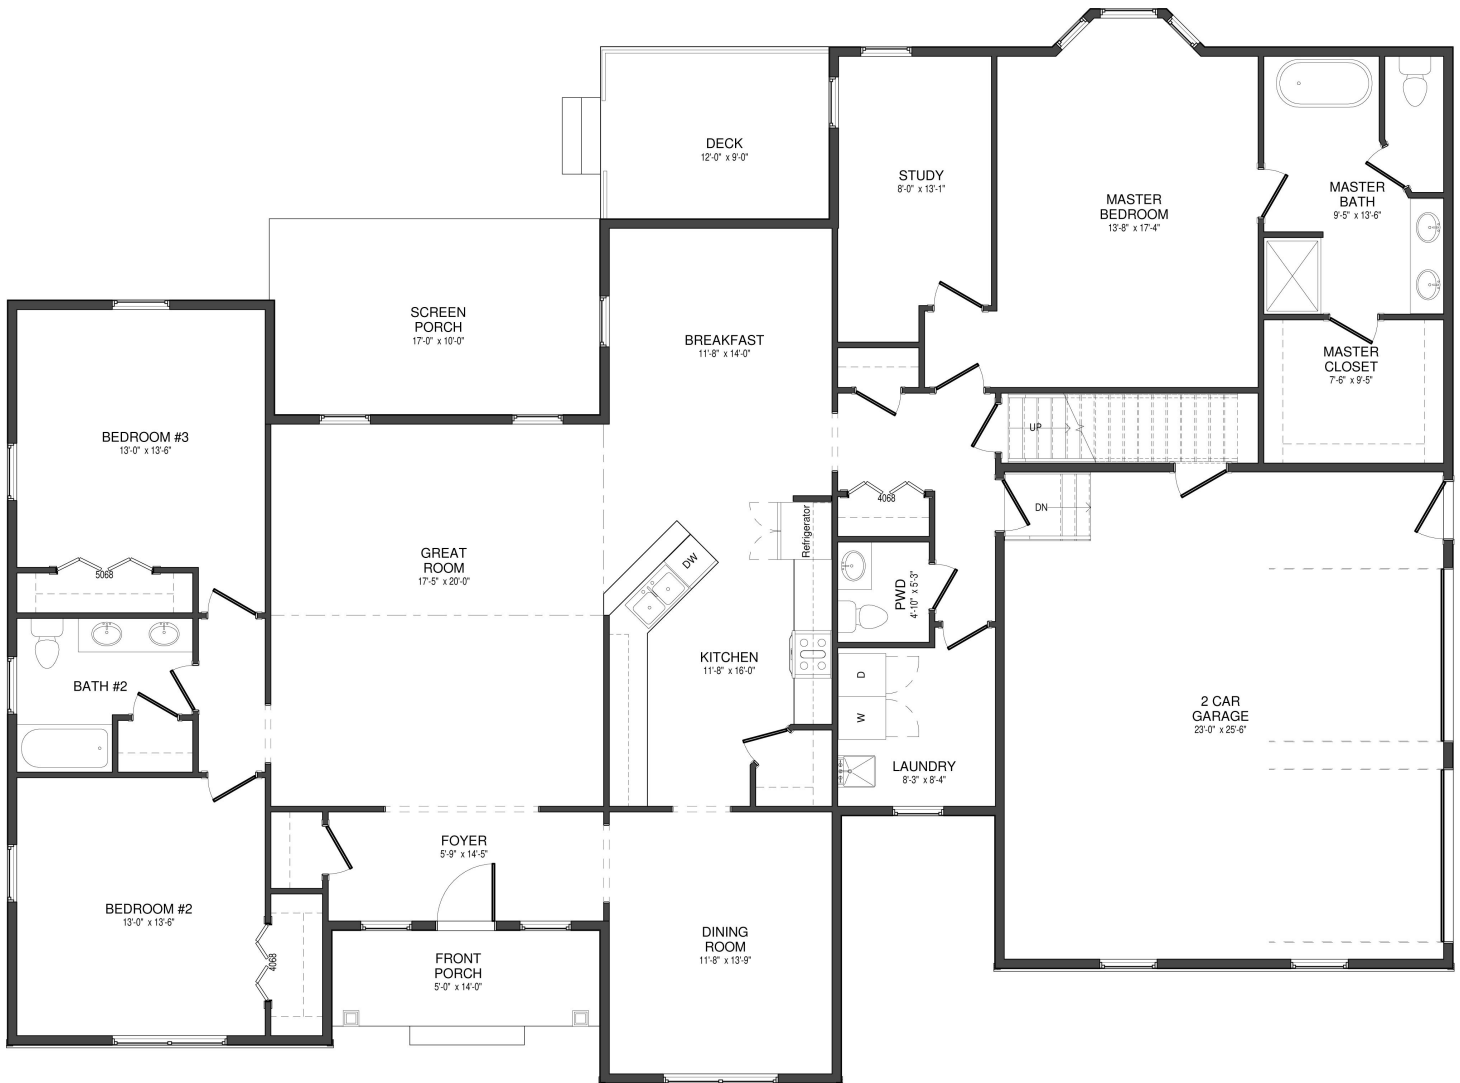 DECK
12'-0" x 9'-0"
STUDY
8'-0" x 13'-1"
MASTER
BEDROOM
13'-8" x 17'-4"
MASTER
BATH
9'-5" x 13'-6"
SCREEN
PORCH
17'-0" x 10'-0"
BREAKFAST
11'-8" x 14'-0"
MASTER
CLOSET
7'-6" x 9'-5"
BEDROOM #3
13'-0" x 13'-6"
UP
4068
DN
Refrigerator
GREAT
ROOM
17'-5" x 20'-0"
DW
5068
PWD
4'-10" x 5'-3"
BATH #2
KITCHEN
11'-8" x 16'-0"
D
W
2 CAR
GARAGE
23'-0" x 25'-6"
LAUNDRY
8'-3" x 8'-4"
FOYER
5'-9" x 14'-5"
BEDROOM #2
13'-0" x 13'-6"
4068
FRONT
PORCH
5'-0" x 14'-0"
DINING
ROOM
11'-8" x 13'-9"